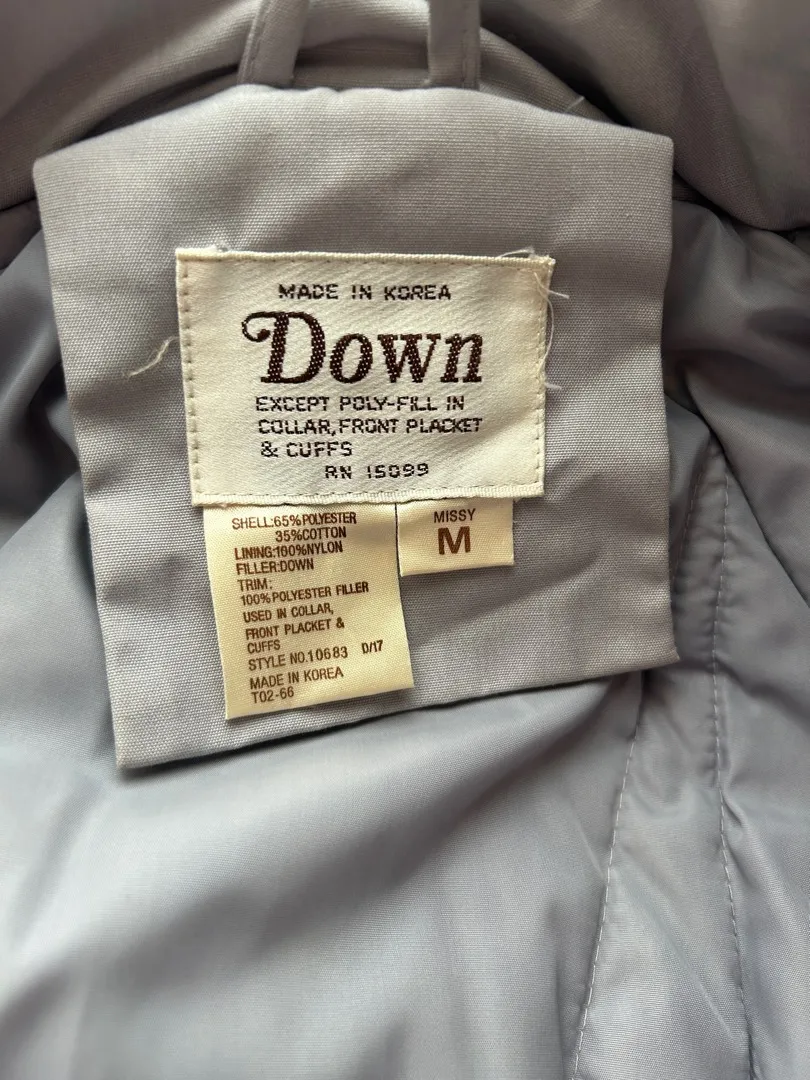 MADE IN KOREA
Down
EXCEPT POLY-FILL IN
COLLAR, FRONT PLACKET
& CUFFS
RN 15099
SHELL:65%POLYESTER
35%COTTON
LINING:100%NYLON
FILLER:DOWN
TRIM:
100%POLYESTER FILLER
USED IN COLLAR,
FRONT PLACKET &
CUFFS
STYLE NO.10683 D/17
MADE IN KOREA
T02-66
MISSY
M